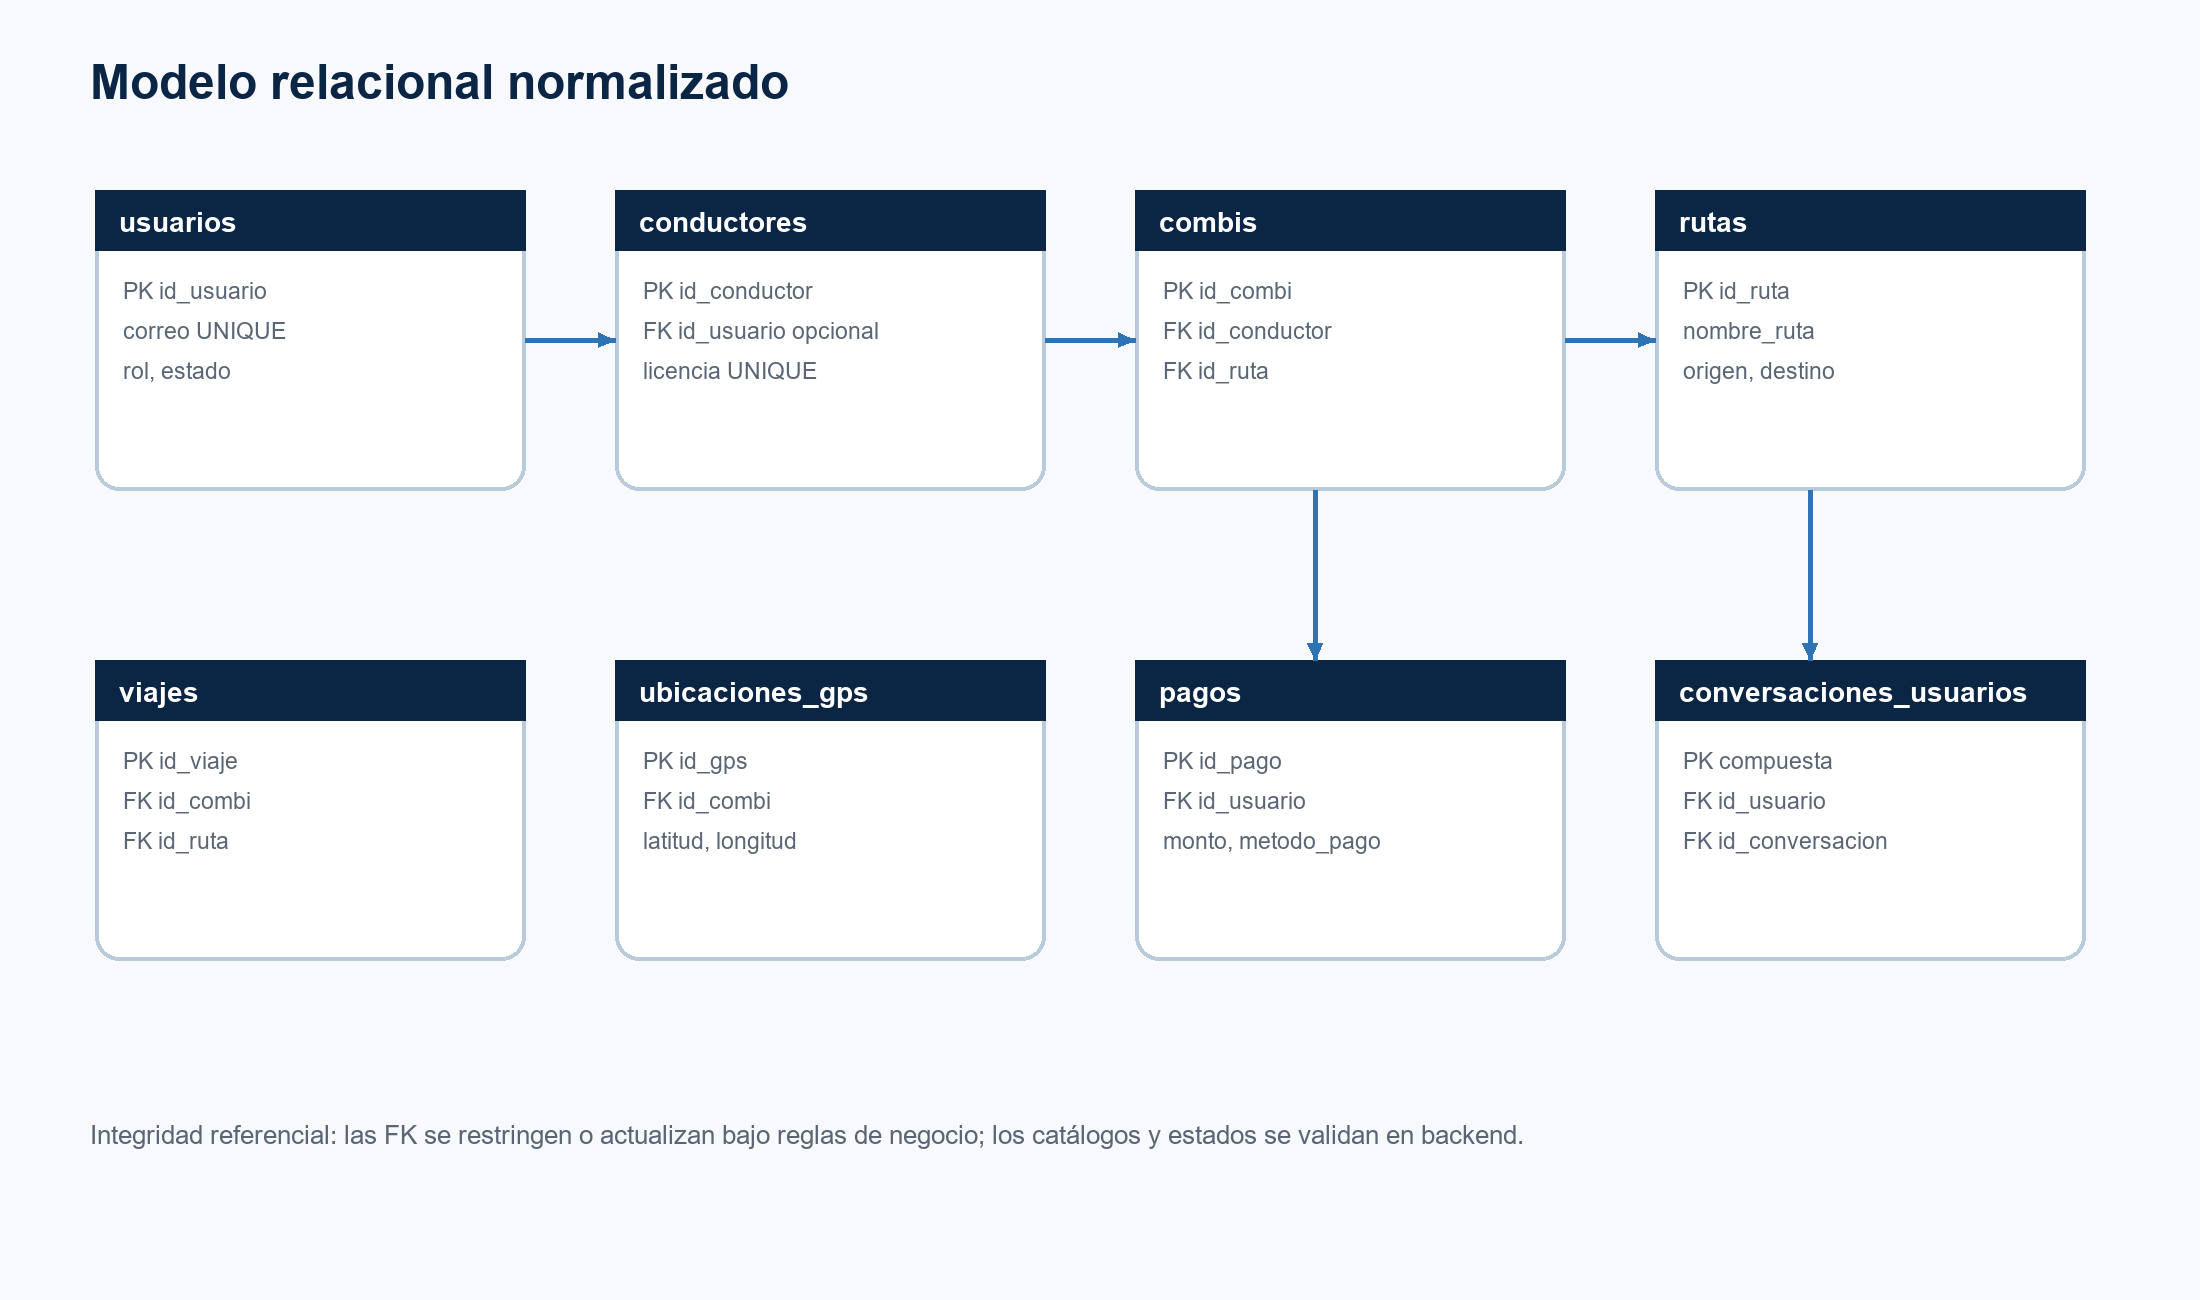 Modelo relacional normalizado
usuarios
PK id_usuario
correo UNIQUE
rol, estado
conductores
PK id_conductor
FK id_usuario opcional
licencia UNIQUE
combis
PK id_combi
FK id_conductor
FK id_ruta
rutas
PK id_ruta
nombre_ruta
origen, destino
viajes
PK id_viaje
FK id_combi
FK id_ruta
ubicaciones_gps
PK id_gps
FK id_combi
latitud, longitud
pagos
PK id_pago
FK id_usuario
monto, metodo_pago
conversaciones_usuarios
PK compuesta
FK id_usuario
FK id_conversacion
Integridad referencial: las FK se restringen o actualizan bajo reglas de negocio; los catálogos y estados se validan en backend.